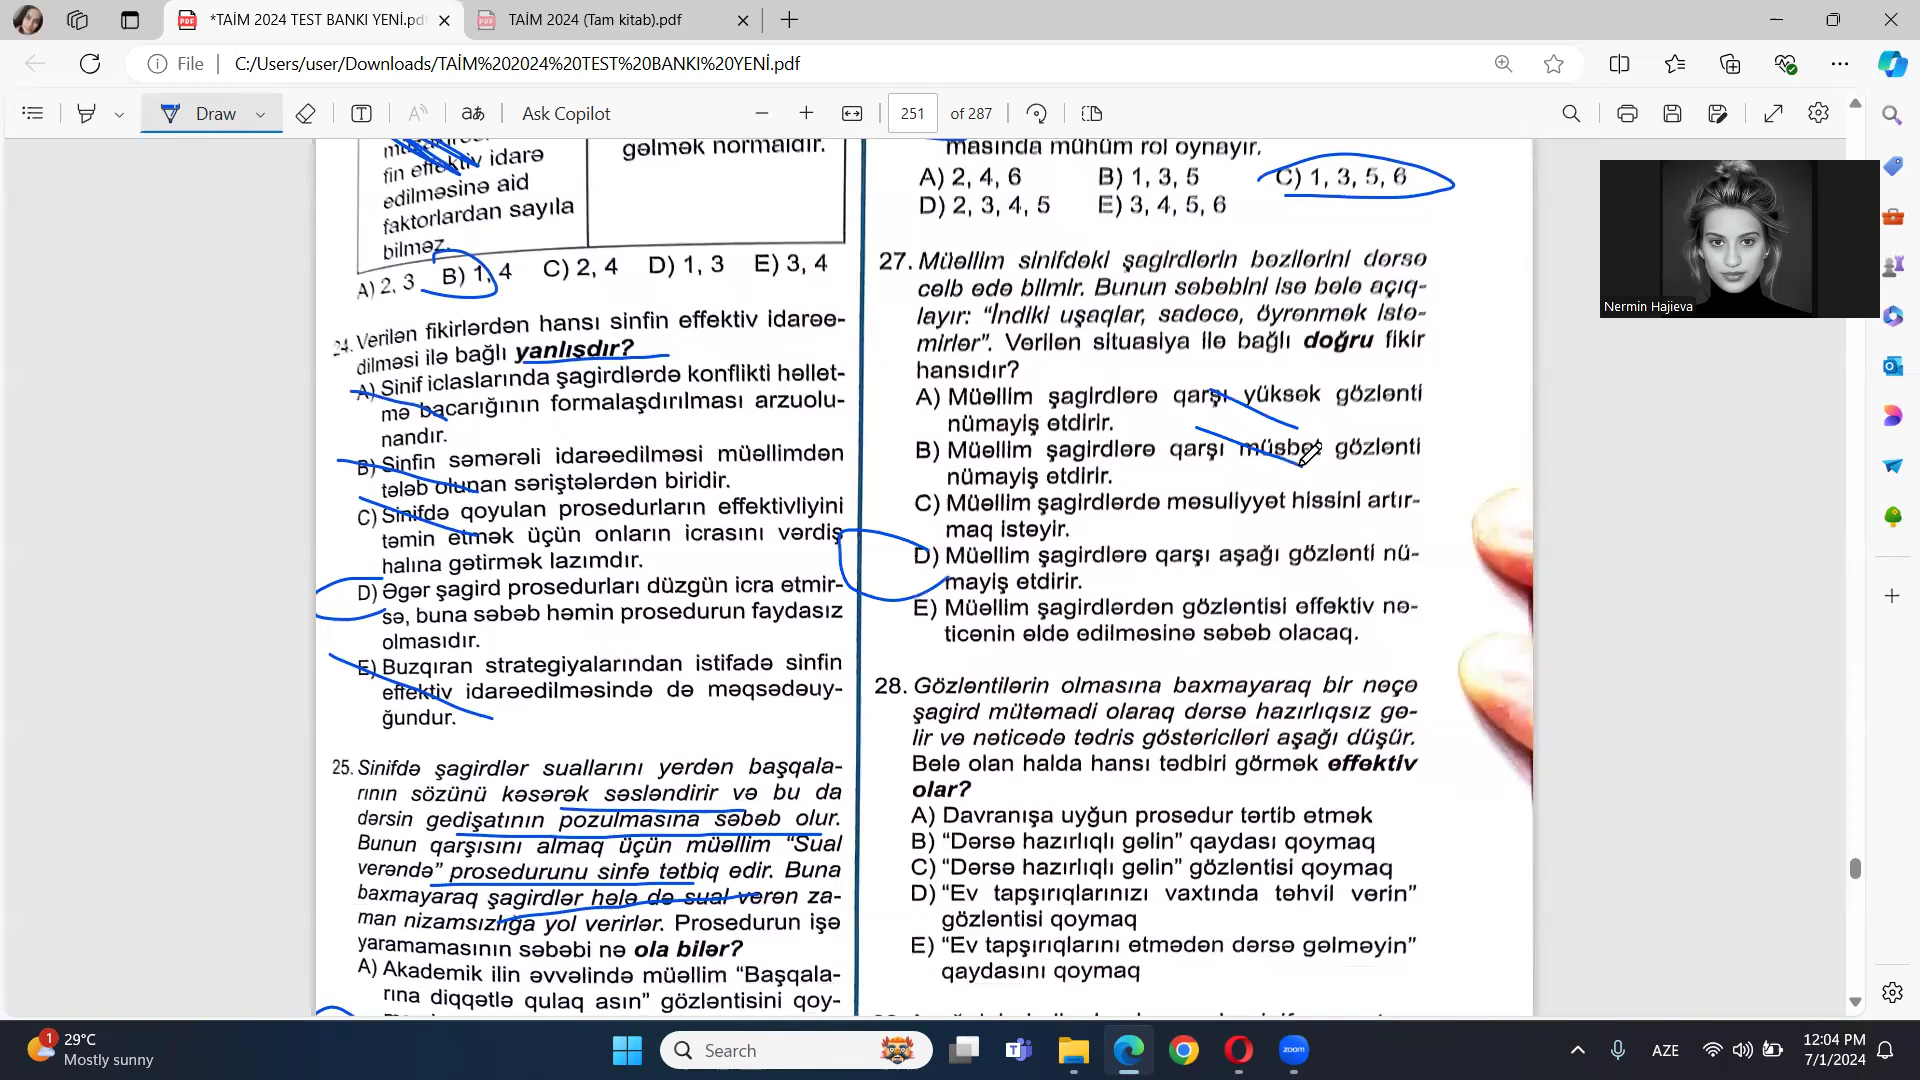 *TAİM 2024 TEST BANKI YENİ.pdf
TAİM 2024 (Tam kitab).pdf
File
C:/Users/user/Downloads/TAİM%202024%20TEST%20BANKI%20YENİ.pdf
Draw
Ask Copilot
251 of 287
fin effektiv idarə
edilməsinə aid
faktorlardan sayıla
bilməz.
gəlmək normaldır.
A) 2, 3 B) 1, 4 C) 2, 4 D) 1, 3 E) 3, 4
24. Verilən fikirlərdən hansı sinfin effektiv idarəe-
dilməsi ilə bağlı yanlışdır?
A) Sinif iclaslarında şagirdlərdə konflikti həllet-
mə bacarığının formalaşdırılması arzuolu-
nandır.
B) Sinfin səmərəli idarəedilməsi müəllimdən
tələb olunan səriştələrdən biridir.
C) Sinifdə qoyulan prosedurların effektivliyini
təmin etmək üçün onların icrasını vərdiş
halına gətirmək lazımdır.
D) Əgər şagird prosedurları düzgün icra etmir-
sə, buna səbəb həmin prosedurun faydasız
olmasıdır.
E) Buzqıran strategiyalarından istifadə sinfin
effektiv idarəedilməsində də məqsədəuy-
ğundur.
25. Sinifdə şagirdlər suallarını yerdən başqala-
rının sözünü kəsərək səsləndirir və bu da
dərsin gedişatının pozulmasına səbəb olur.
Bunun qarşısını almaq üçün müəllim "Sual
verəndə" prosedurunu sinfə tətbiq edir. Buna
baxmayaraq şagirdlər hələ də sual verən za-
man nizamsızlığa yol verirlər. Prosedurun işə
yaramamasının səbəbi nə ola bilər?
A) Akademik ilin əvvəlində müəllim "Başqala-
rına diqqətlə qulaq asın" gözləntisini qoy-
masında mühüm rol oynayır.
A) 2, 4, 6 B) 1, 3, 5 C) 1, 3, 5, 6
D) 2, 3, 4, 5 E) 3, 4, 5, 6
27. Müəllim sinifdəki şagirdlərin bəzilərini dərsə
cəlb edə bilmir. Bunun səbəbini isə belə açıq-
layır: "İndiki uşaqlar, sadəcə, öyrənmək istə-
mirlər". Verilən situasiya ilə bağlı doğru fikir
hansıdır?
A) Müəllim şagirdlərə qarşı yüksək gözlənti
nümayiş etdirir.
B) Müəllim şagirdlərə qarşı müsbət gözlənti
nümayiş etdirir.
C) Müəllim şagirdlərdə məsuliyyət hissini artır-
maq istəyir.
D) Müəllim şagirdlərə qarşı aşağı gözlənti nü-
mayiş etdirir.
E) Müəllim şagirdlərdən gözləntisi effektiv nə-
ticənin əldə edilməsinə səbəb olacaq.
28. Gözləntilərin olmasına baxmayaraq bir neçə
şagird mütəmadi olaraq dərsə hazırlıqsız gə-
lir və nəticədə tədris göstəriciləri aşağı düşür.
Belə olan halda hansı tədbiri görmək effektiv
olar?
A) Davranışa uyğun prosedur tərtib etmək
B) "Dərsə hazırlıqlı gəlin" qaydası qoymaq
C) "Dərsə hazırlıqlı gəlin" gözləntisi qoymaq
D) "Ev tapşırıqlarınızı vaxtında təhvil verin"
gözləntisi qoymaq
E) "Ev tapşırıqlarını etmədən dərsə gəlməyin"
qaydasını qoymaq
Nermin Hajieva
1
29°C
Mostly sunny
Search
zoom
AZE
12:04 PM
7/1/2024